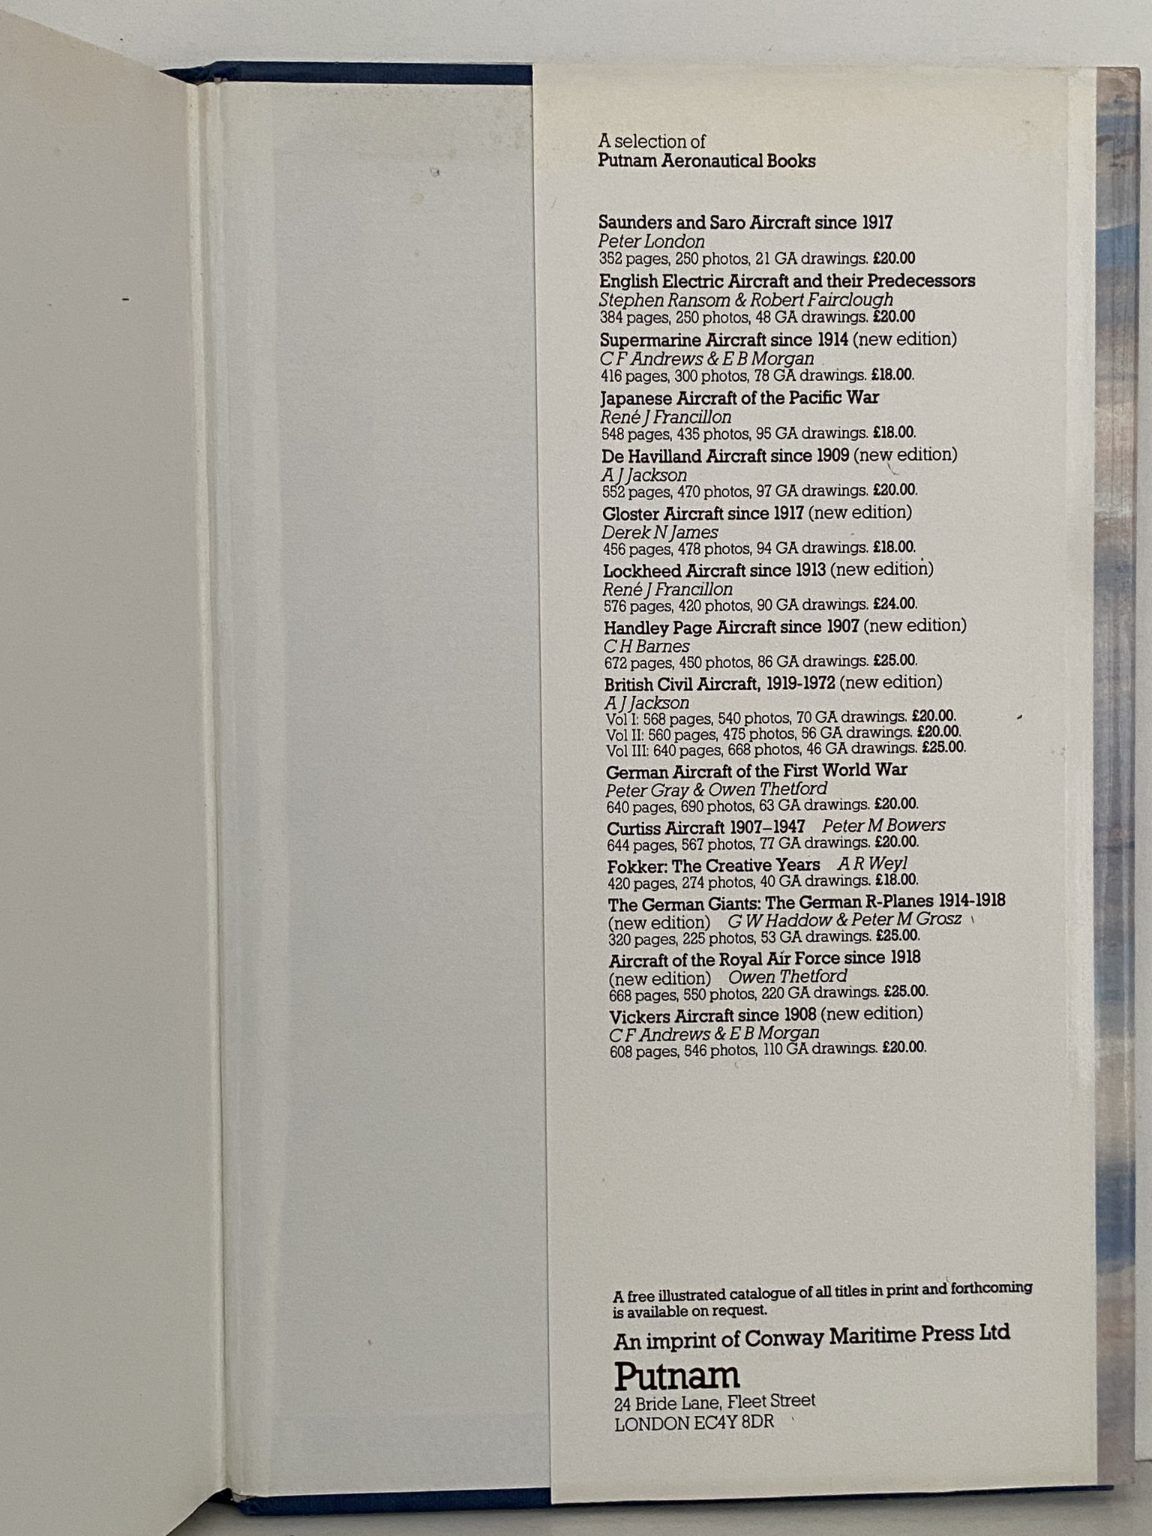 A selection of
Putnam Aeronautical Books
Saunders and Saro Aircraft since 1917
Peter London
352 pages, 250 photos, 21 GA drawings. £20.00
English Electric Aircraft and their Predecessors
Stephen Ransom & Robert Fairclough
384 pages, 250 photos, 48 GA drawings. £20.00
Supermarine Aircraft since 1914 (new edition)
C F Andrews & E B Morgan
416 pages, 300 photos, 78 GA drawings. £18.00.
Japanese Aircraft of the Pacific War
René J Francillon
548 pages, 435 photos, 95 GA drawings. £18.00.
De Havilland Aircraft since 1909 (new edition)
A J Jackson
552 pages, 470 photos, 97 GA drawings. £20.00.
Gloster Aircraft since 1917 (new edition)
Derek N James
456 pages, 478 photos, 94 GA drawings. £18.00.
Lockheed Aircraft since 1913 (new edition)
René J Francillon
576 pages, 420 photos, 90 GA drawings. £24.00.
Handley Page Aircraft since 1907 (new edition)
C H Barnes
672 pages, 450 photos, 86 GA drawings. £25.00.
British Civil Aircraft, 1919-1972 (new edition)
A J Jackson
Vol I: 568 pages, 540 photos, 70 GA drawings. £20.00.
Vol II: 560 pages, 475 photos, 56 GA drawings. £20.00.
Vol III: 640 pages, 668 photos, 46 GA drawings. £25.00.
German Aircraft of the First World War
Peter Gray & Owen Thetford
640 pages, 690 photos, 63 GA drawings. £20.00.
Curtiss Aircraft 1907–1947 Peter M Bowers
644 pages, 567 photos, 77 GA drawings. £20.00.
Fokker: The Creative Years A R Weyl
420 pages, 274 photos, 40 GA drawings. £18.00.
The German Giants: The German R-Planes 1914-1918
(new edition) G W Haddow & Peter M Grosz
320 pages, 225 photos, 53 GA drawings. £25.00.
Aircraft of the Royal Air Force since 1918
(new edition) Owen Thetford
668 pages, 550 photos, 220 GA drawings. £25.00.
Vickers Aircraft since 1908 (new edition)
C F Andrews & E B Morgan
608 pages, 546 photos, 110 GA drawings. £20.00.
A free illustrated catalogue of all titles in print and forthcoming
is available on request.
An imprint of Conway Maritime Press Ltd
Putnam
24 Bride Lane, Fleet Street
LONDON EC4Y 8DR